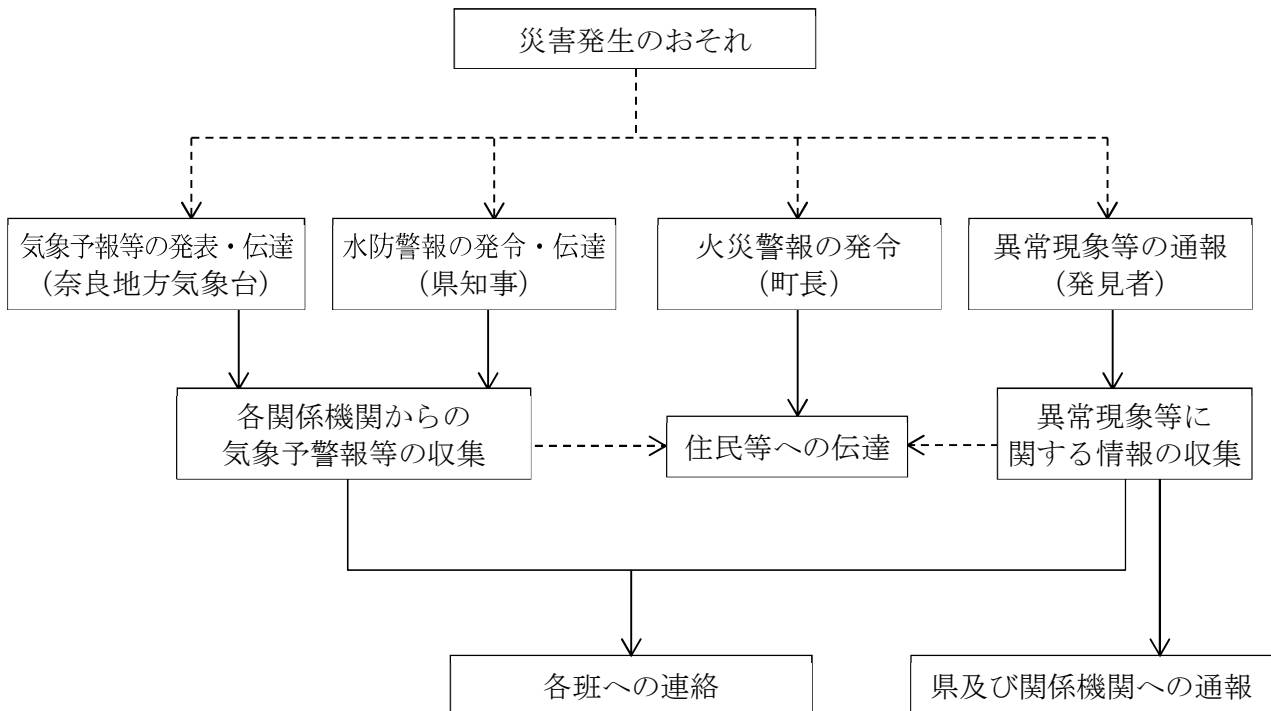 災害発生のおそれ
気象予報等の発表・伝達
(奈良地方気象台)
水防警報の発令・伝達
(県知事)
火災警報の発令
(町長)
異常現象等の通報
(発見者)
各関係機関からの
気象予警報等の収集
住民等への伝達
異常現象等に
関する情報の収集
各班への連絡
県及び関係機関への通報